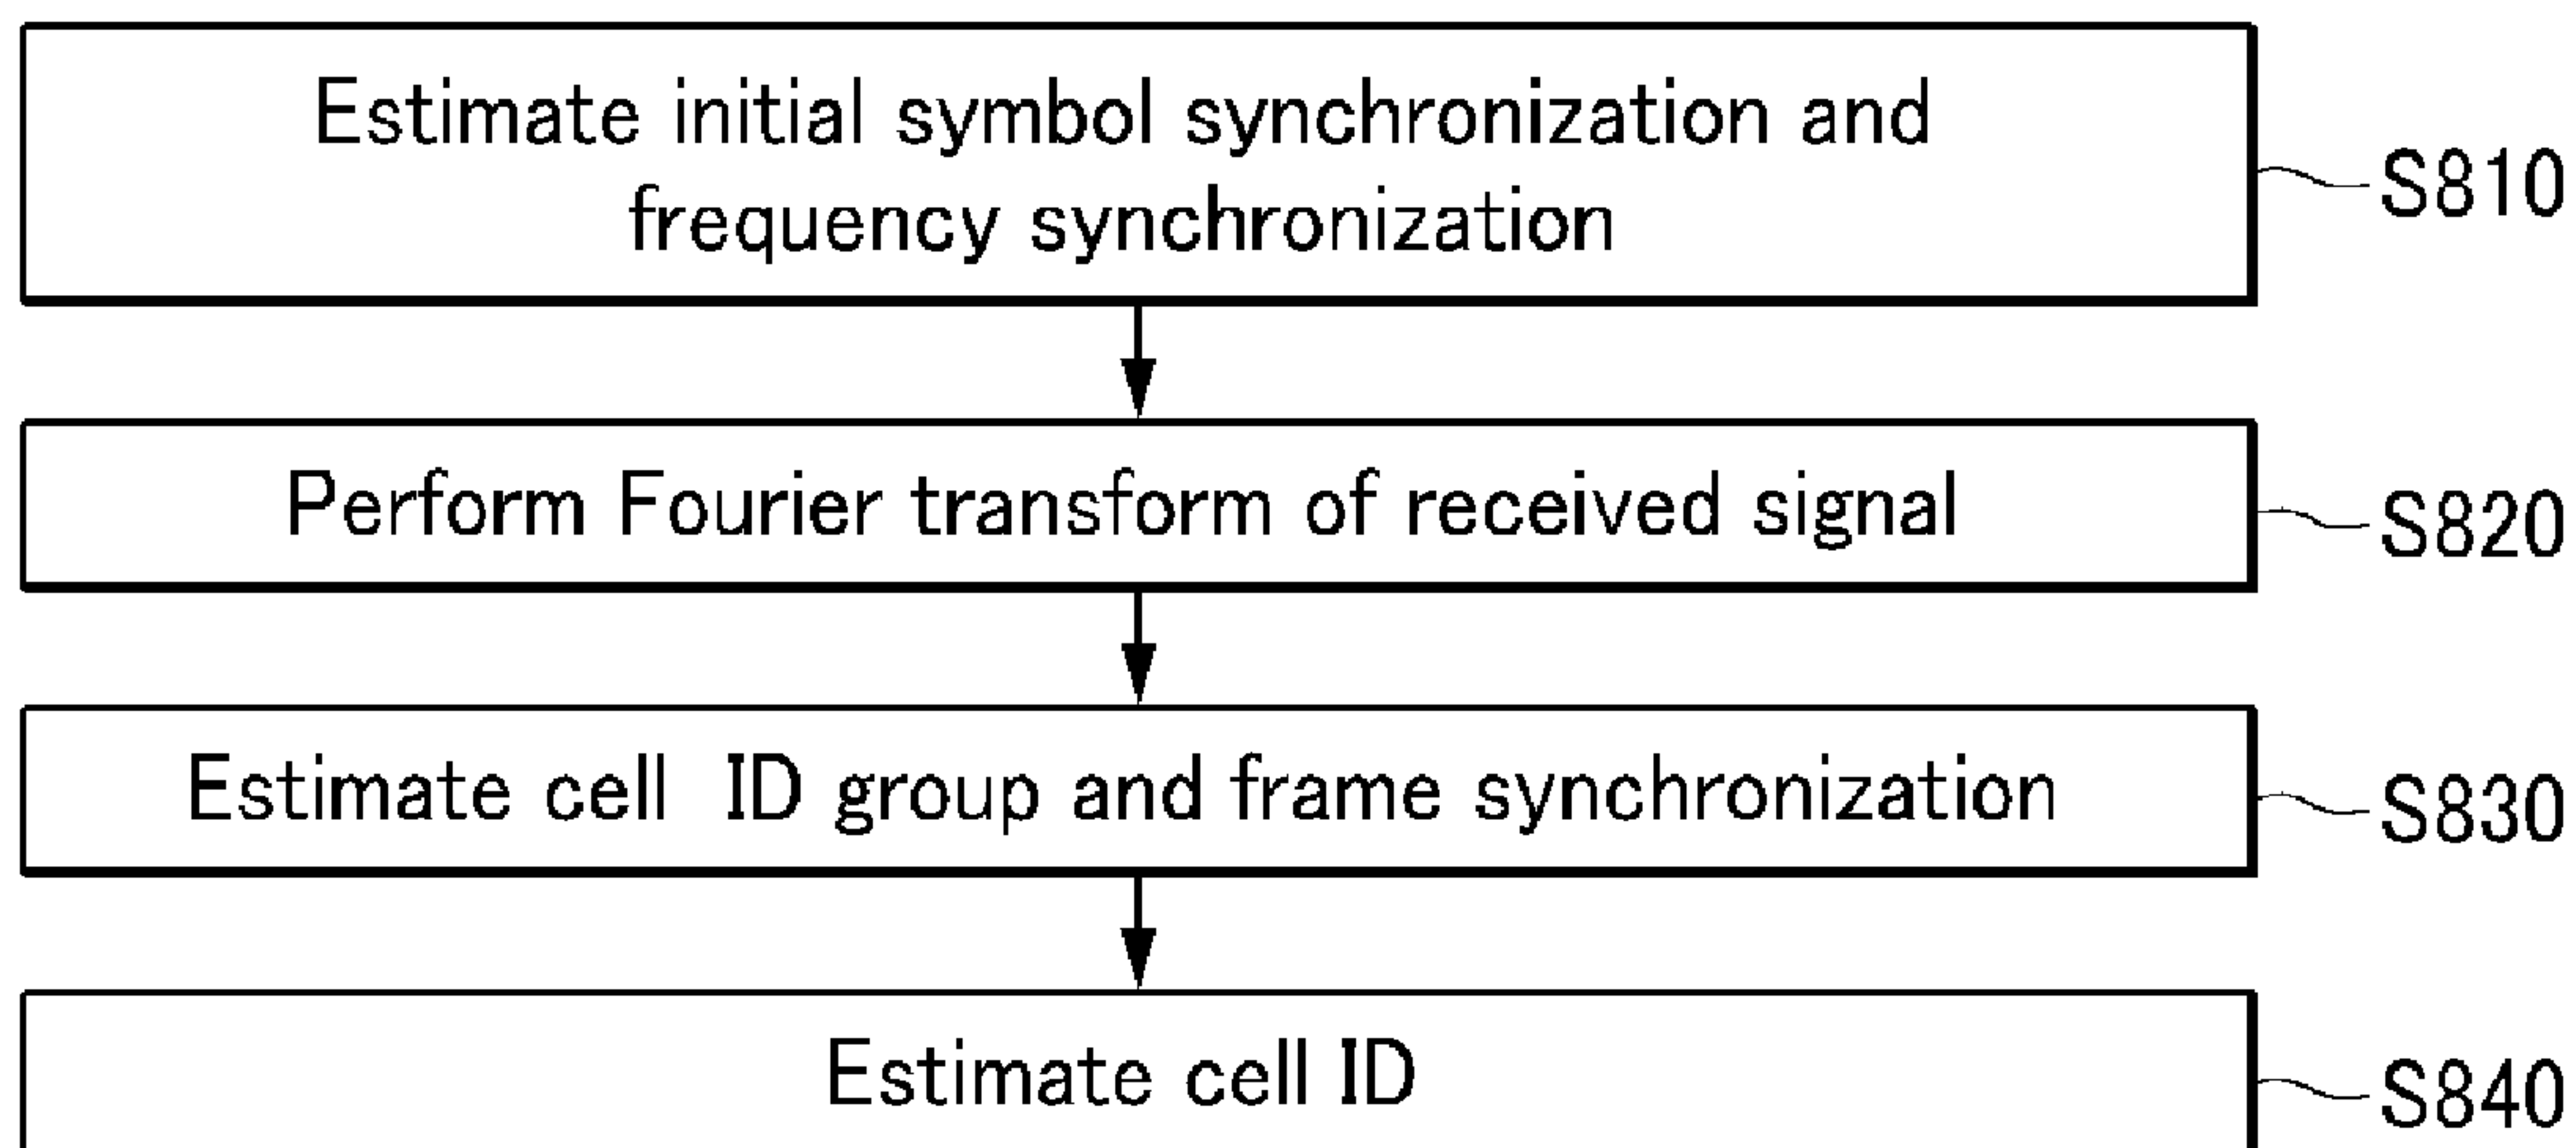 Estimate initial symbol synchronization and
frequency synchronization
S810
Perform Fourier transform of received signal
S820
Estimate cell ID group and frame synchronization
S830
Estimate cell ID
S840